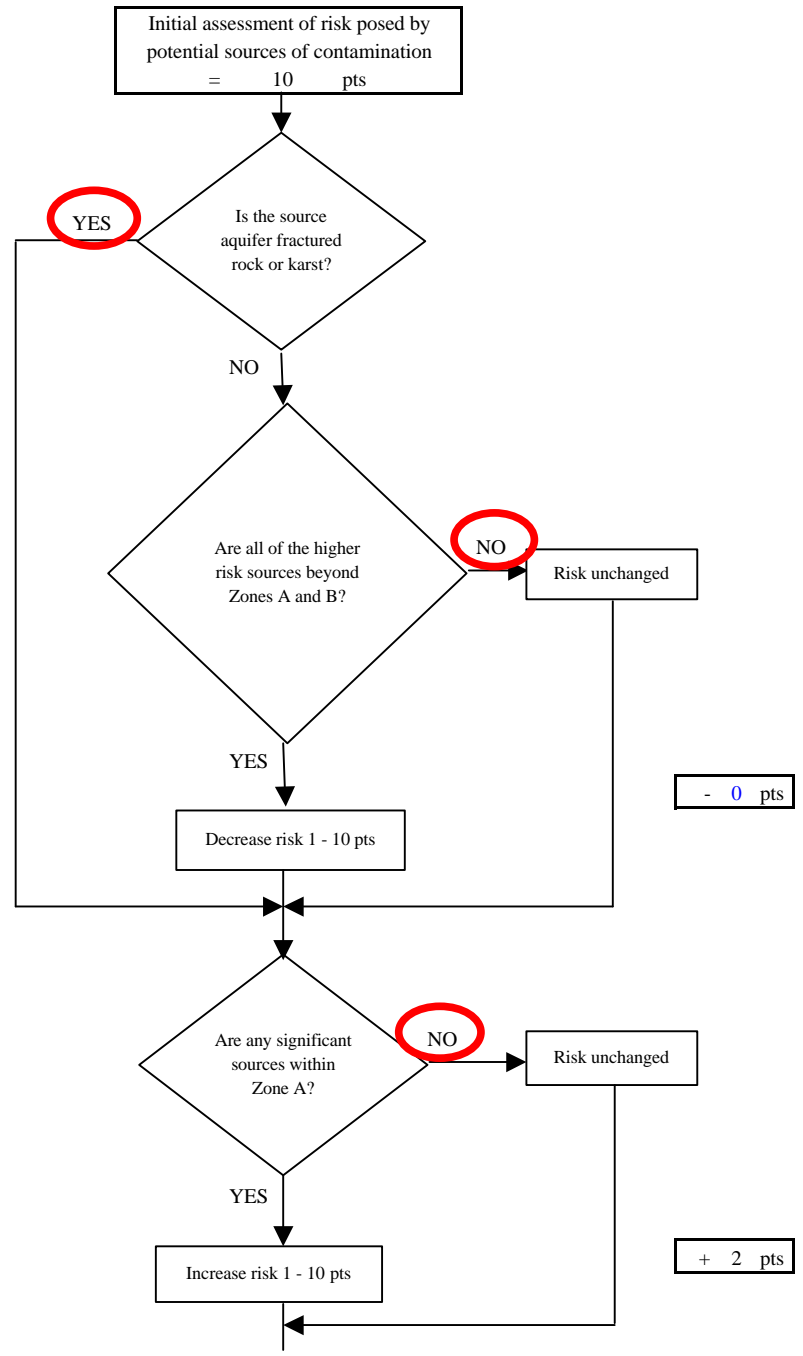 Initial assessment of risk posed by
potential sources of contamination
= 10 pts
YES
Is the source
aquifer fractured
rock or karst?
NO
Are all of the higher
risk sources beyond
Zones A and B?
NO
Risk unchanged
YES
- 0 pts
Decrease risk 1 - 10 pts
Are any significant
sources within
Zone A?
NO
Risk unchanged
YES
+ 2 pts
Increase risk 1 - 10 pts